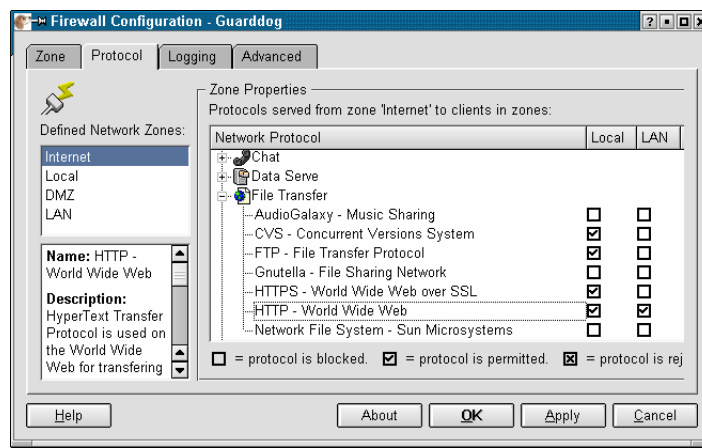 Firewall Configuration - Guarddog
Zone Protocol Logging Advanced
Defined Network Zones:
Internet
Local
DMZ
LAN
Name: HTTP -
World Wide Web
Description:
HyperText Transfer
Protocol is used on
the World Wide
Web for transfering
Zone Properties
Protocols served from zone 'Internet' to clients in zones:
Network Protocol Local LAN
Chat
Data Serve
File Transfer
AudioGalaxy - Music Sharing
CVS - Concurrent Versions System
FTP - File Transfer Protocol
Gnutella - File Sharing Network
HTTPS - World Wide Web over SSL
HTTP - World Wide Web
Network File System - Sun Microsystems
= protocol is blocked. = protocol is permitted. = protocol is rej
Help About OK Apply Cancel